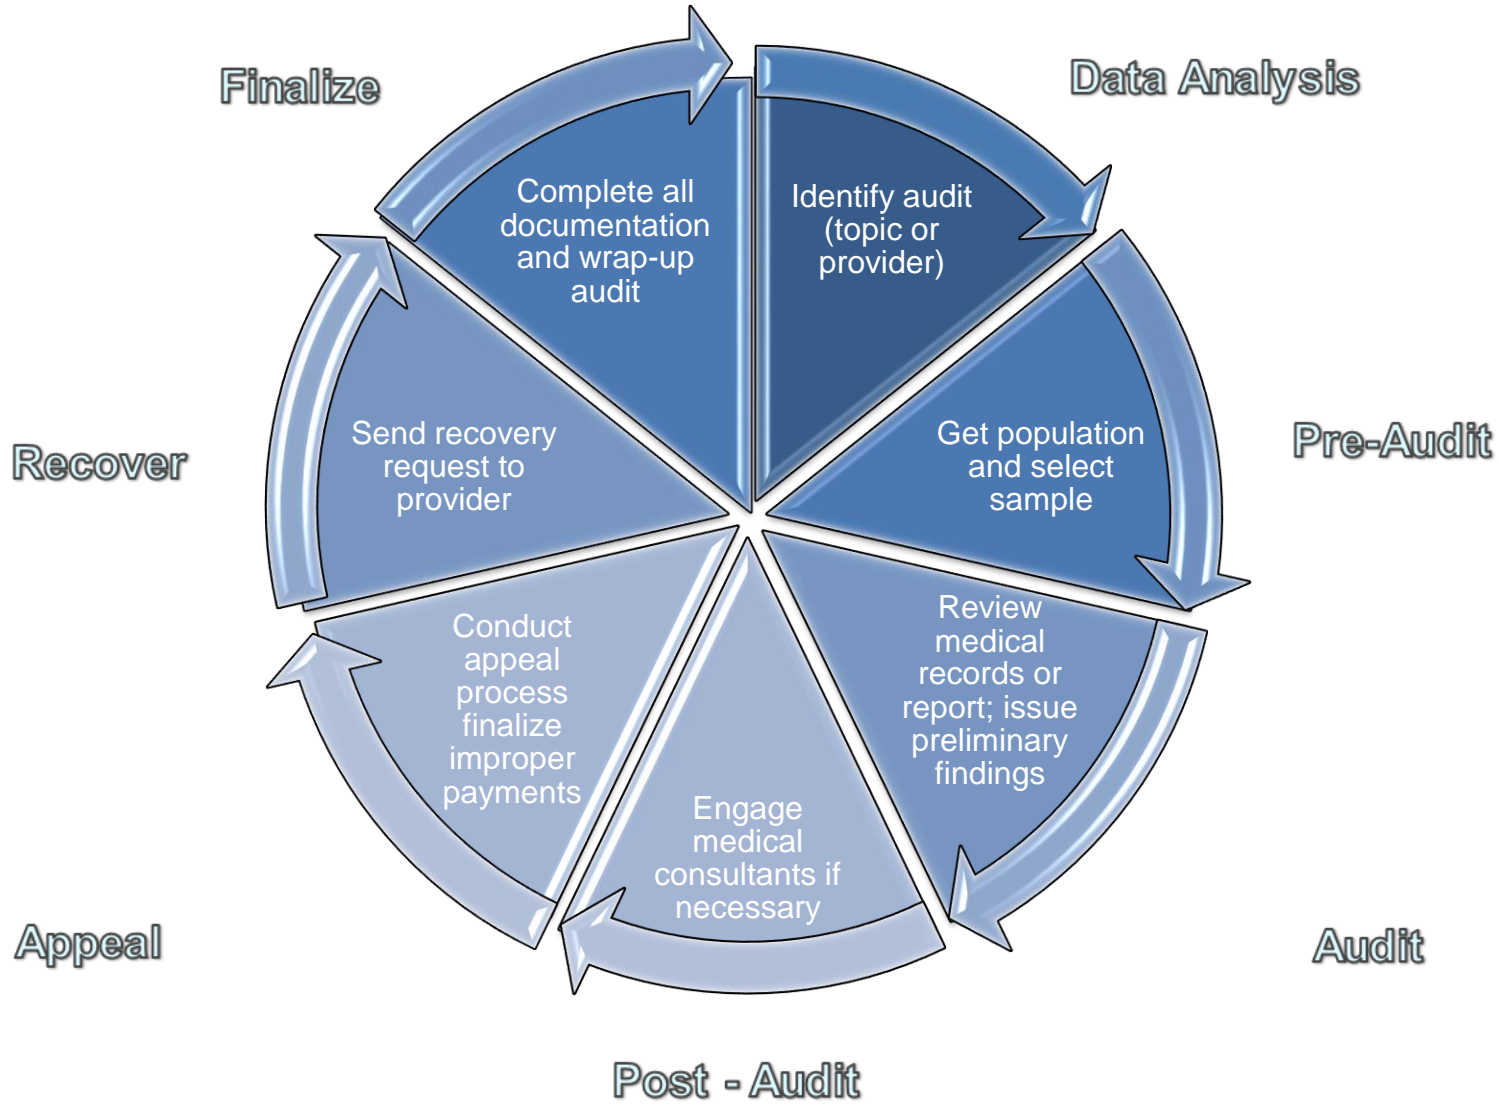 Data Analysis
Identify audit
(topic or
provider)
Pre-Audit
Get population
and select
sample
Audit
Review
medical
records or
report; issue
preliminary
findings
Post - Audit
Engage
medical
consultants if
necessary
Appeal
Conduct
appeal
process
finalize
improper
payments
Recover
Send recovery
request to
provider
Finalize
Complete all
documentation
and wrap-up
audit